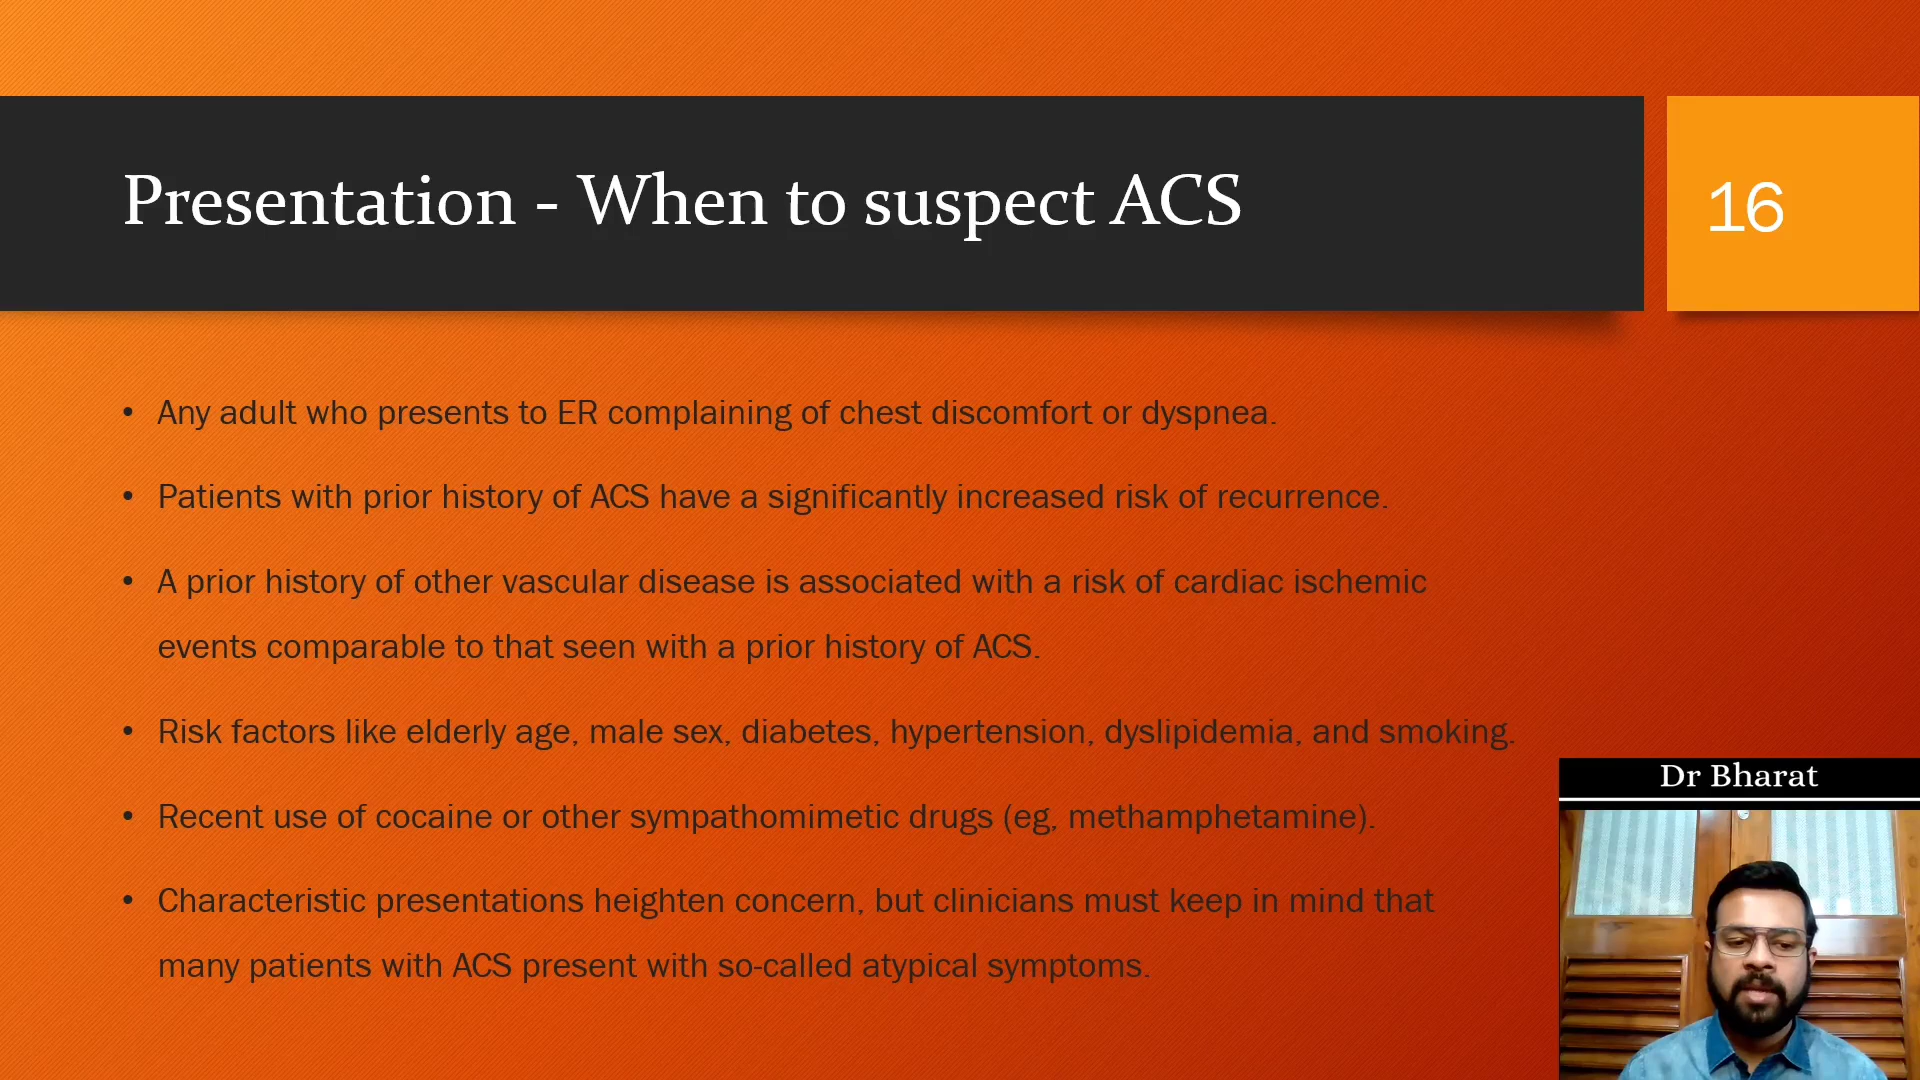 Presentation - When to suspect ACS
16
• Any adult who presents to ER complaining of chest discomfort or dyspnea.
• Patients with prior history of ACS have a significantly increased risk of recurrence.
• A prior history of other vascular disease is associated with a risk of cardiac ischemic
events comparable to that seen with a prior history of ACS.
• Risk factors like elderly age, male sex, diabetes, hypertension, dyslipidemia, and smoking.
• Recent use of cocaine or other sympathomimetic drugs (eg, methamphetamine).
• Characteristic presentations heighten concern, but clinicians must keep in mind that
many patients with ACS present with so-called atypical symptoms.
Dr Bharat